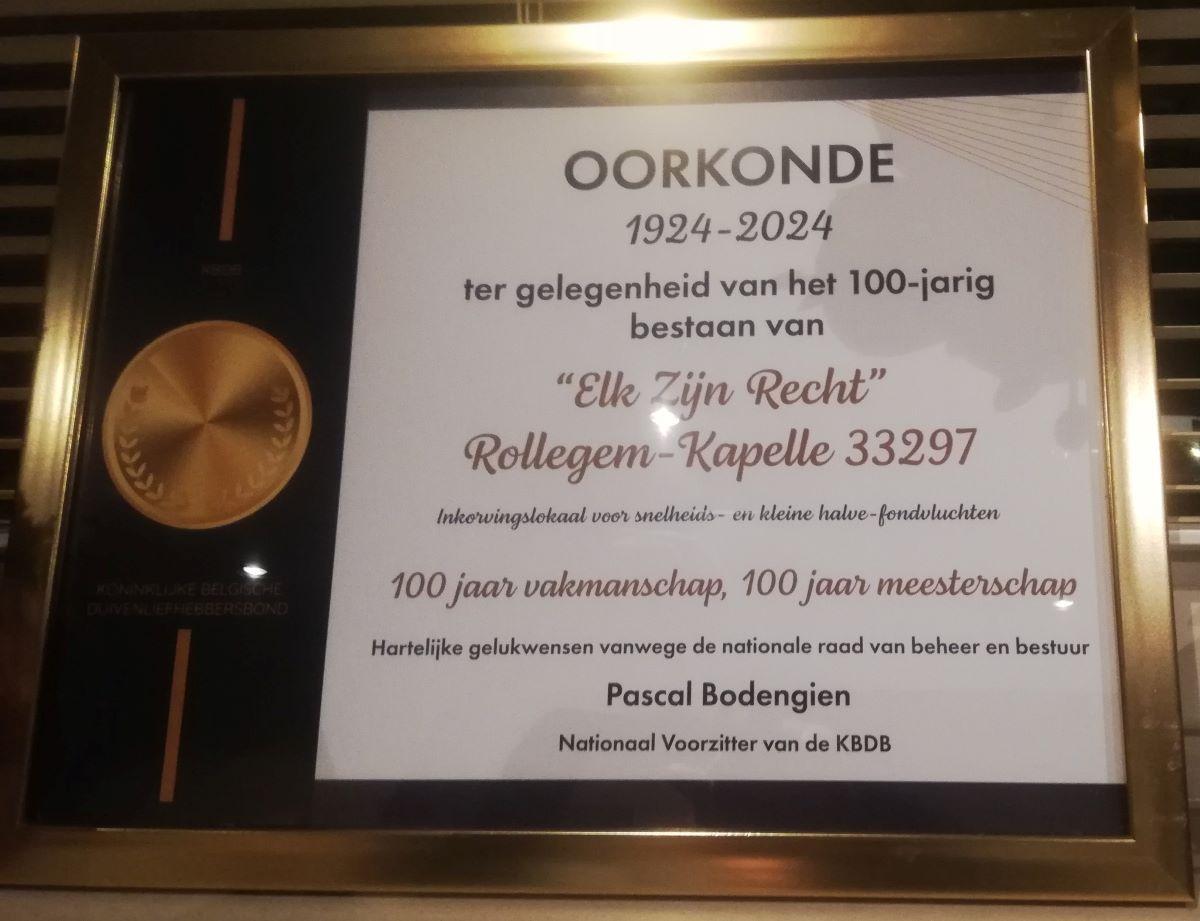 OORKONDE
1924-2024
ter gelegenheid van het 100-jarig
bestaan van
“Elk Zijn Recht”
Rollegem-Kapelle 33297
Inkorvingslokaal voor snelheids- en kleine halve-fondvluchten
100 jaar vakmanschap, 100 jaar meesterschap
Hartelijke gelukwensen vanwege de nationale raad van beheer en bestuur
Pascal Bodengien
Nationaal Voorzitter van de KBDB
KBDB
KONINKLIJKE BELGISCHE
DUIVENLIEFHEBBERSBOND